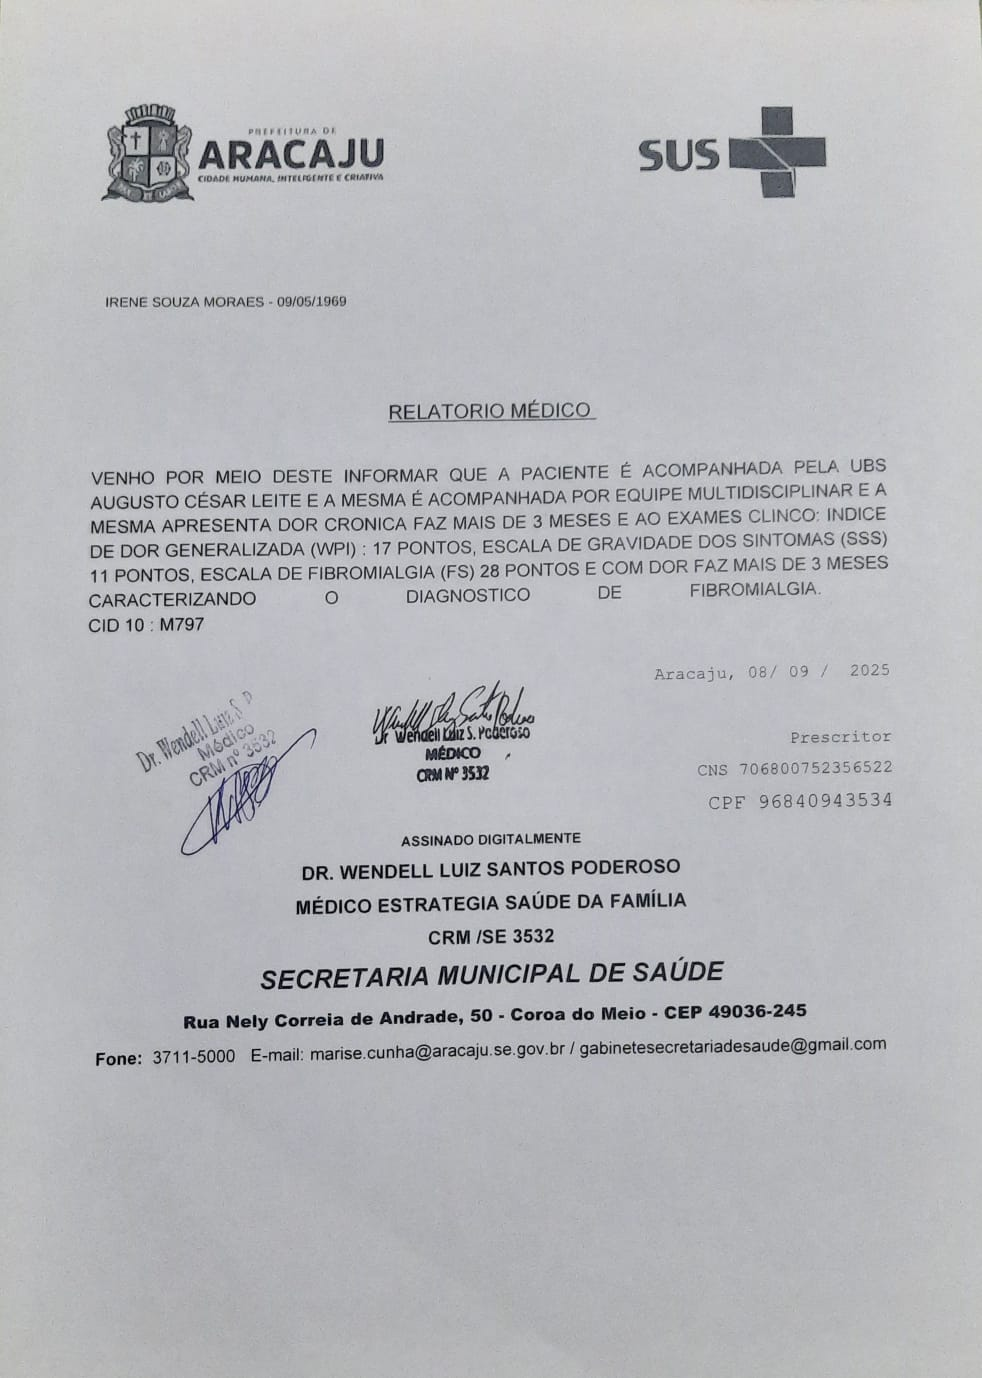 PREFEITURA DE
ARACAJU
CIDADE HUMANA, INTELIGENTE E CRIATIVA
SUS
IRENE SOUZA MORAES - 09/05/1969
RELATORIO MÉDICO
VENHO POR MEIO DESTE INFORMAR QUE A PACIENTE É ACOMPANHADA PELA UBS
AUGUSTO CÉSAR LEITE E A MESMA É ACOMPANHADA POR EQUIPE MULTIDISCIPLINAR E A
MESMA APRESENTA DOR CRONICA FAZ MAIS DE 3 MESES E AO EXAMES CLINCO: INDICE
DE DOR GENERALIZADA (WPI) : 17 PONTOS, ESCALA DE GRAVIDADE DOS SINTOMAS (SSS)
11 PONTOS, ESCALA DE FIBROMIALGIA (FS) 28 PONTOS E COM DOR FAZ MAIS DE 3 MESES
CARACTERIZANDO O DIAGNOSTICO DE FIBROMIALGIA.
CID 10 : M797
Aracaju, 08/ 09 / 2025
Dr. Wendell Luiz S. P
Médico
CRM nº 3532
Dr Wendell Luiz S. Poderoso
MÉDICO
CRM Nº 3532
Prescritor
CNS 706800752356522
CPF 96840943534
ASSINADO DIGITALMENTE
DR. WENDELL LUIZ SANTOS PODEROSO
MÉDICO ESTRATEGIA SAÚDE DA FAMÍLIA
CRM /SE 3532
SECRETARIA MUNICIPAL DE SAÚDE
Rua Nely Correia de Andrade, 50 - Coroa do Meio - CEP 49036-245
Fone: 3711-5000 E-mail: marise.cunha@aracaju.se.gov.br / gabinetesecretariadesaude@gmail.com